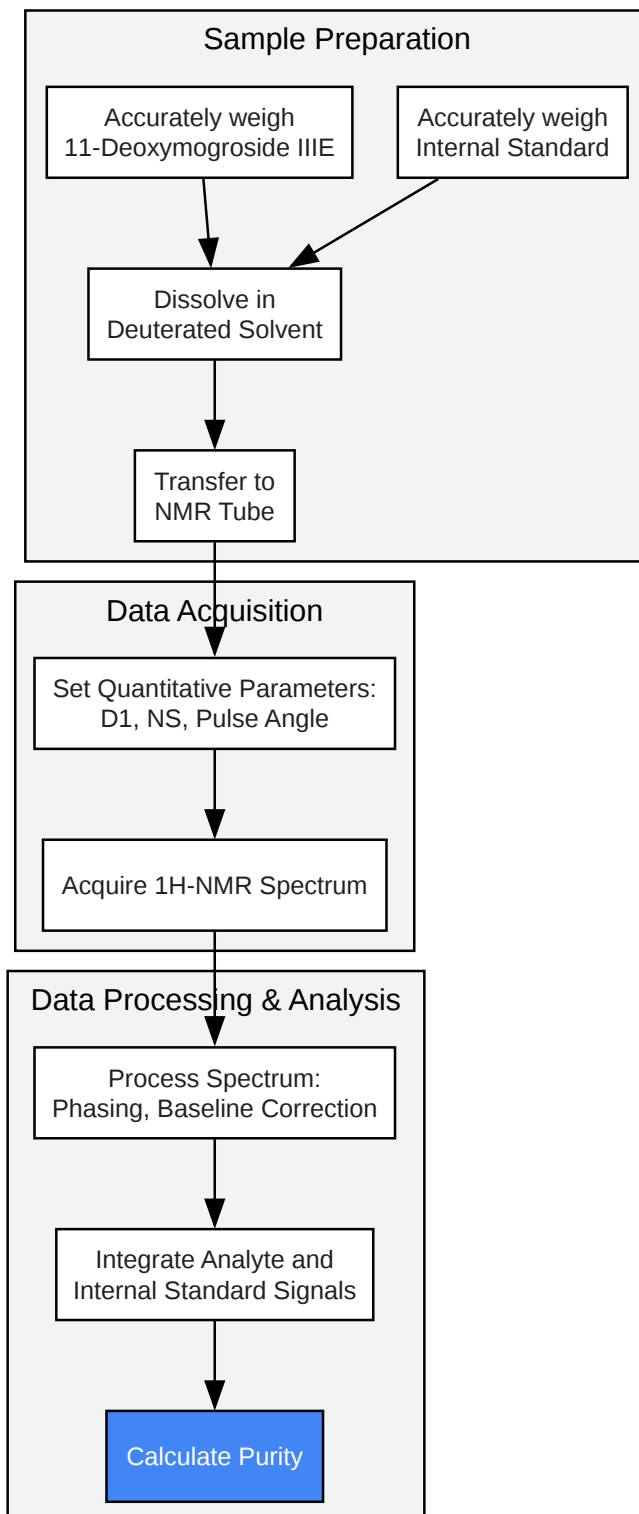 Sample Preparation
Accurately weigh
11-Deoxymogroside IIIE
Accurately weigh
Internal Standard
Dissolve in
Deuterated Solvent
Transfer to
NMR Tube
Data Acquisition
Set Quantitative Parameters:
D1, NS, Pulse Angle
Acquire 1H-NMR Spectrum
Data Processing & Analysis
Process Spectrum:
Phasing, Baseline Correction
Integrate Analyte and
Internal Standard Signals
Calculate Purity